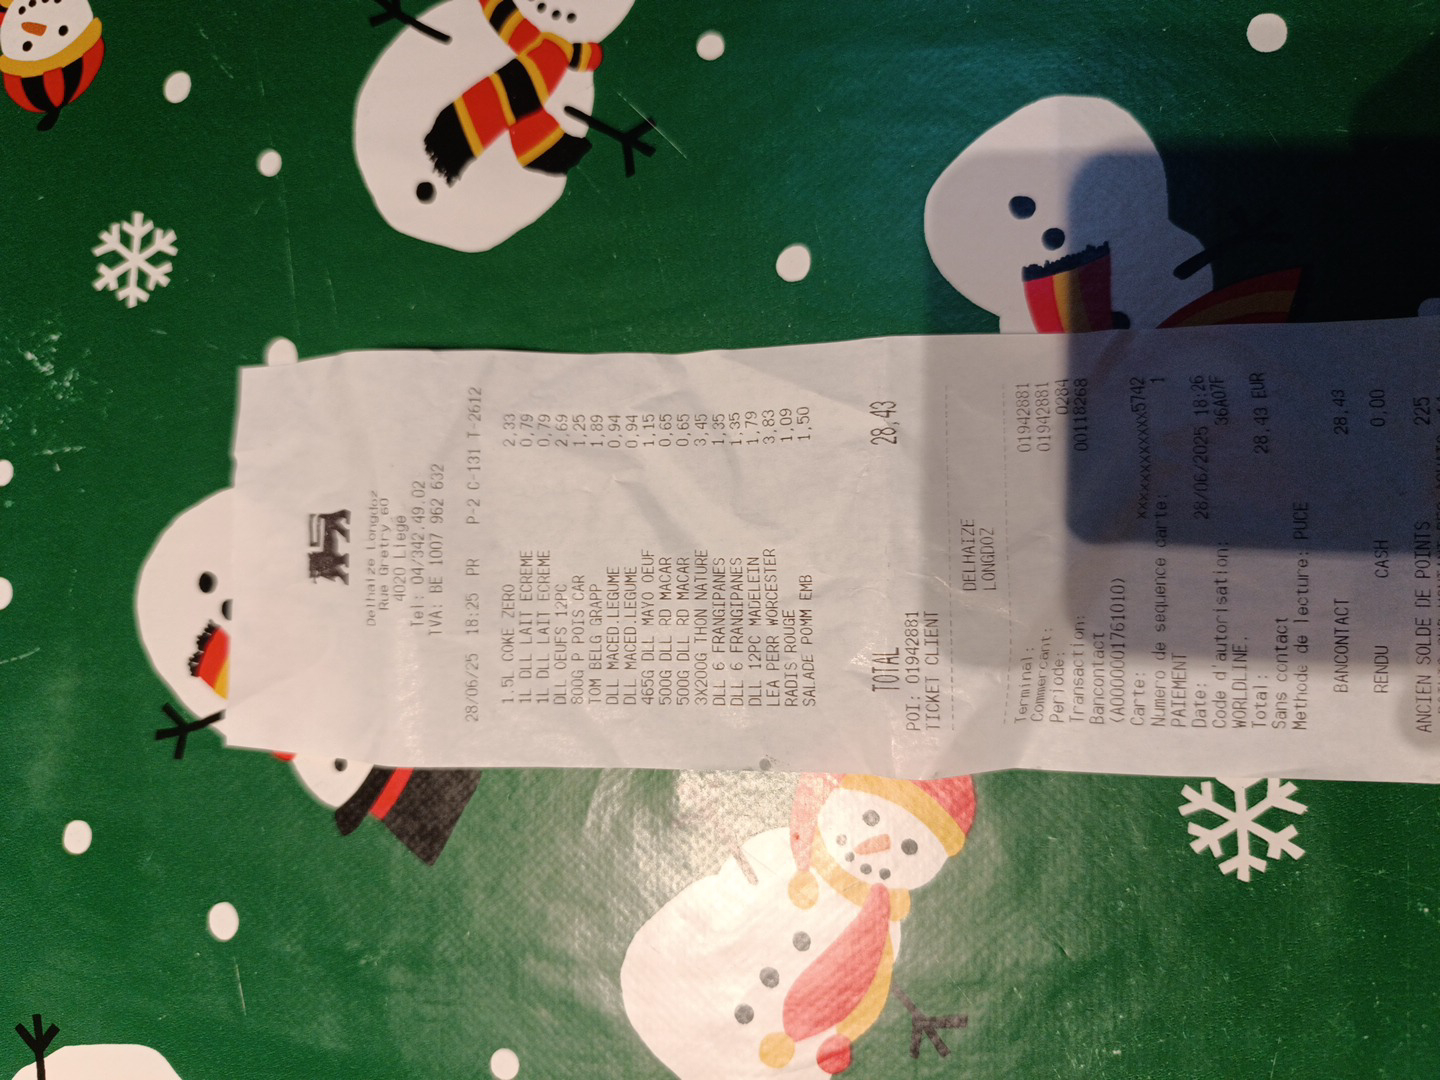 Delhaize Longdoz
Rue Gretry 60
4020 Liege
Tel: 04/342.49.02
TVA: BE 1007 962 632
28/06/25 18:25 PR P-2 C-131 T-2612
1.5L COKE ZERO 2,33
1L DLL LAIT ECREME 0,79
1L DLL LAIT ECREME 0,79
DLL OEUFS 12PC 2,69
800G P POIS CAR 1,25
TOM BELG GRAPP 1,89
DLL MACED.LEGUME 0,94
DLL MACED.LEGUME 0,94
465G DLL MAYO OEUF 1,15
500G DLL RD MACAR 0,65
500G DLL RD MACAR 0,65
3X200G THON NATURE 3,45
DLL 6 FRANGIPANES 1,35
DLL 6 FRANGIPANES 1,35
DLL 12PC MADELEIN 1,79
LEA PERR WORCESTER 3,83
RADIS ROUGE 1,09
SALADE POMM EMB 1,50
TOTAL 28,43
POI: 01942881
TICKET CLIENT
DELHAIZE
LONGDOZ
Terminal: 01942881
Commercant: 01942881
Periode: 0284
Transaction: 00118268
Bancontact
(A0000001761010)
Carte: xxxxxxxxxxxxx5742
Numero de sequence carte: 1
PAIEMENT
Date: 28/06/2025 18:26
Code d'autorisation: 36A07F
WORLDLINE.
Total: 28,43 EUR
Sans contact
Methode de lecture: PUCE
BANCONTACT 28,43
RENDU CASH 0,00
ANCIEN SOLDE DE POINTS 225